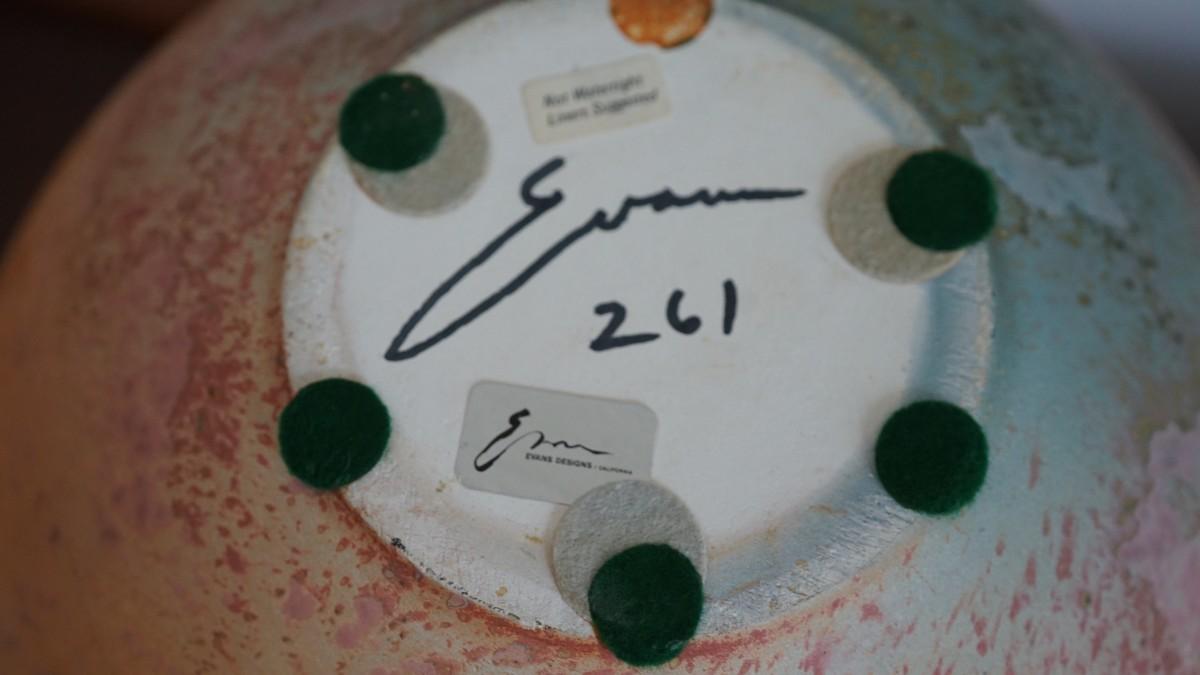 Not Watertight
Liners Suggested
Evans
261
Evans
EVANS DESIGNS / CALIFORNIA